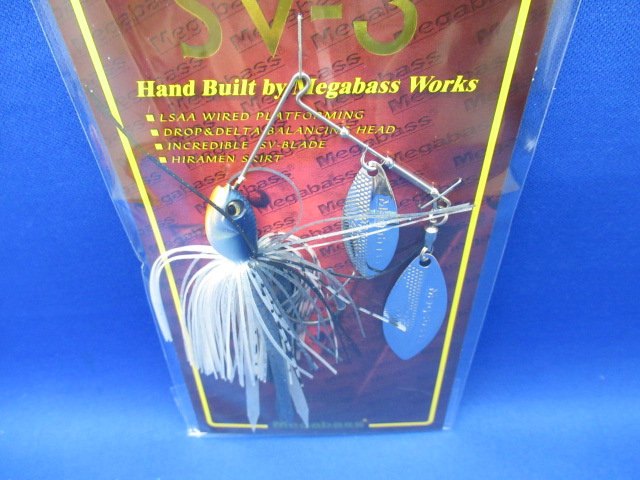 SV-3
Hand Built by Megabass Works
■ LSAA WIRED PLATFORMING
■ DROP&DELTA BALANCING HEAD
■ INCREDIBLE SV-BLADE
■ HIRAMEN SKIRT
Megabass